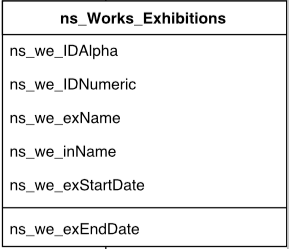 ns_Works_Exhibitions
ns_we_IDAlpha
ns_we_IDNumeric
ns_we_exName
ns_we_inName
ns_we_exStartDate
ns_we_exEndDate